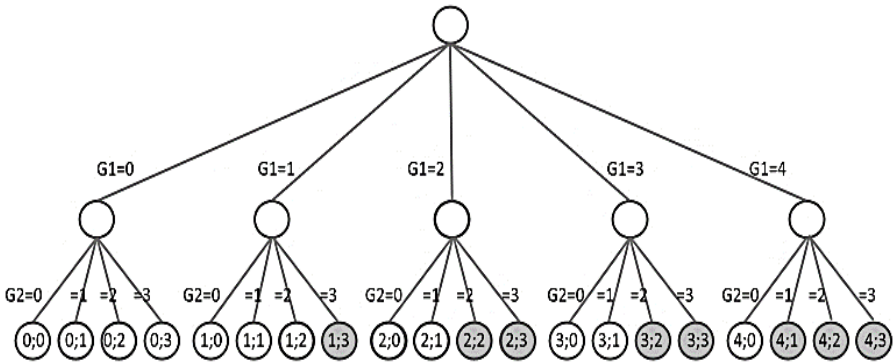 G1=0 G1=1 G1=2 G1=3 G1=4
G2=0 =1 =2 =3 G2=0 =1 =2 =3 G2=0 =1 =2 =3 G2=0 =1 =2 =3 G2=0 =1 =2 =3
0;0 0;1 0;2 0;3 1;0 1;1 1;2 1;3 2;0 2;1 2;2 2;3 3;0 3;1 3;2 3;3 4;0 4;1 4;2 4;3